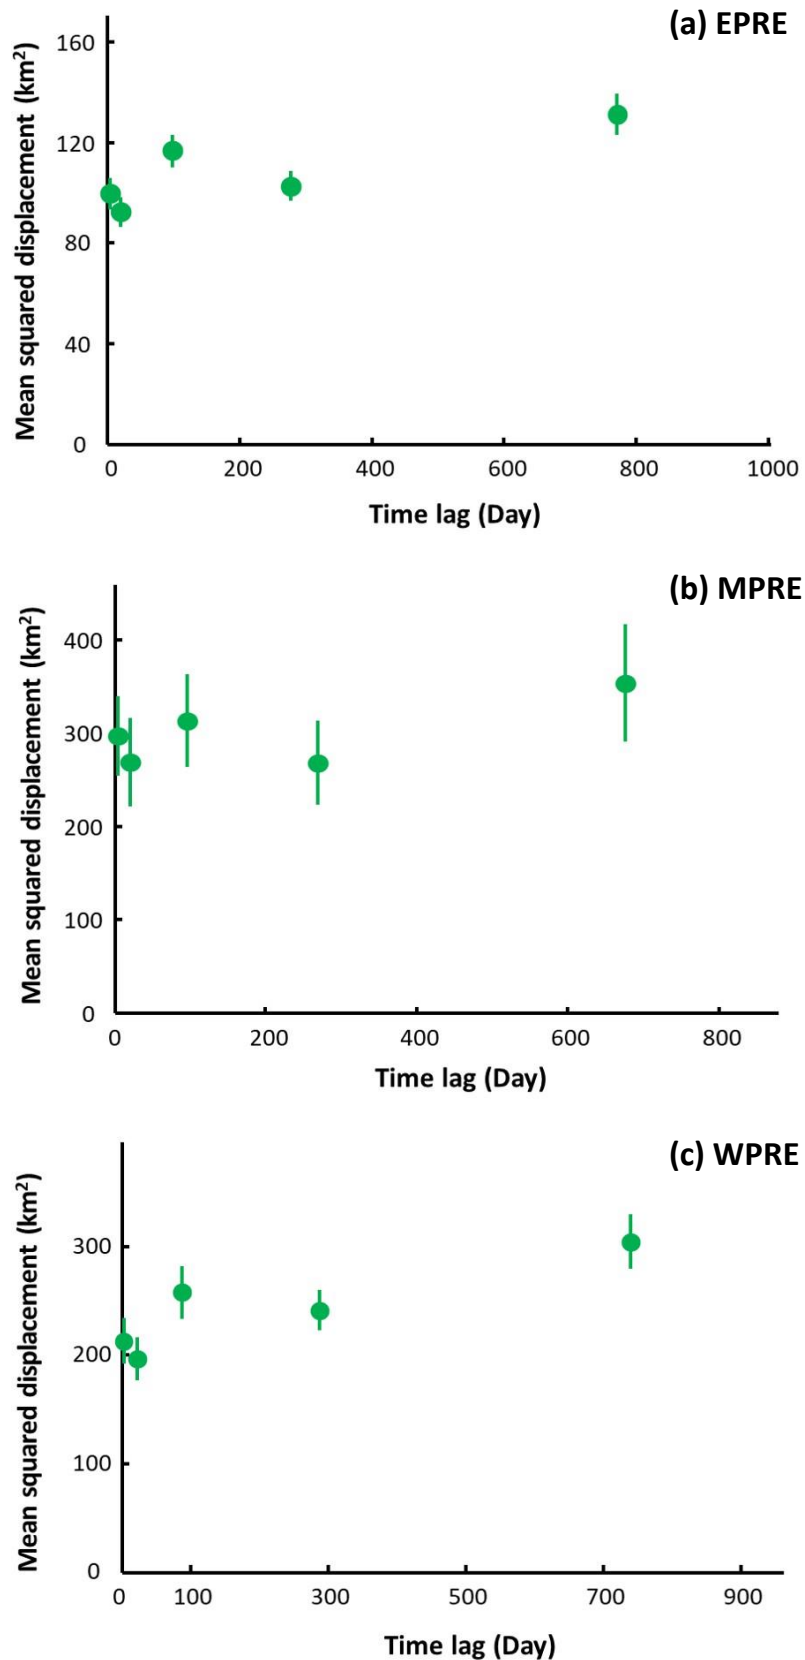 (a) EPRE
Mean squared displacement (km²)
160
120
80
40
0
0 200 400 600 800 1000
Time lag (Day)
(b) MPRE
Mean squared displacement (km²)
400
300
200
100
0
0 200 400 600 800
Time lag (Day)
(c) WPRE
Mean squared displacement (km²)
300
200
100
0
0 100 300 500 700 900
Time lag (Day)